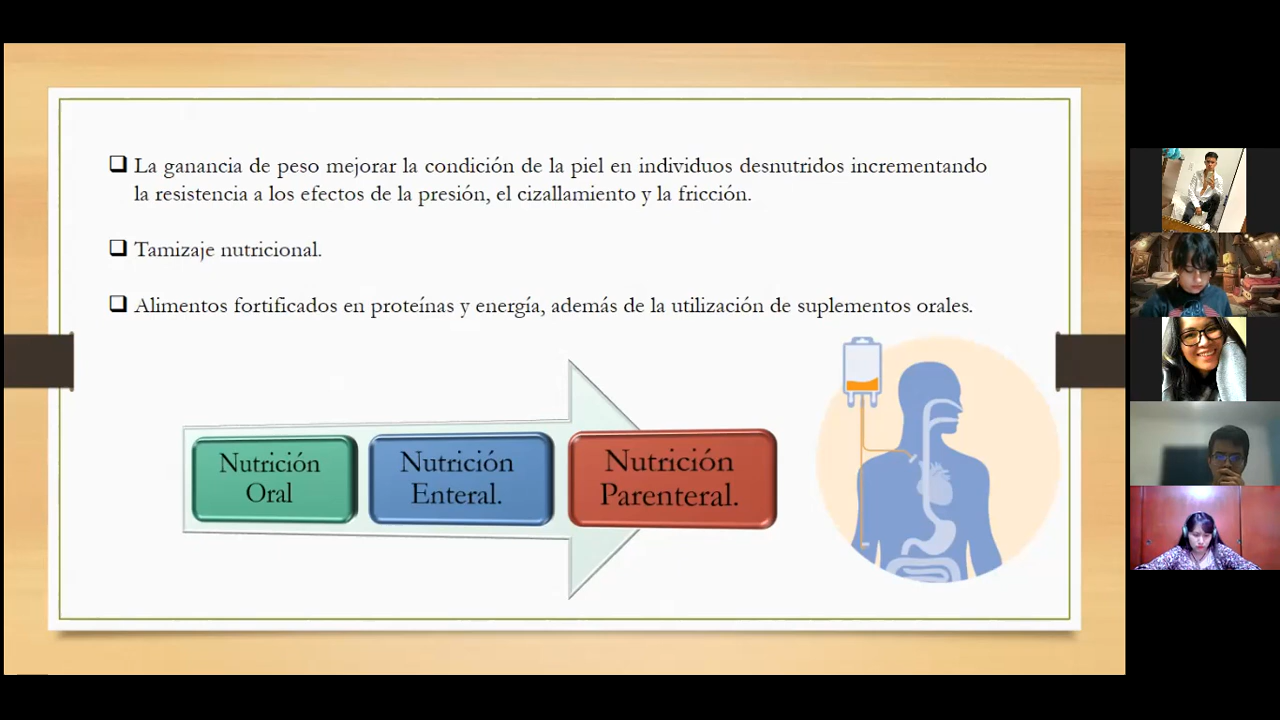 La ganancia de peso mejorar la condición de la piel en individuos desnutridos incrementando
la resistencia a los efectos de la presión, el cizallamiento y la fricción.
Tamizaje nutricional.
Alimentos fortificados en proteínas y energía, además de la utilización de suplementos orales.
Nutrición
Oral
Nutrición
Enteral.
Nutrición
Parenteral.